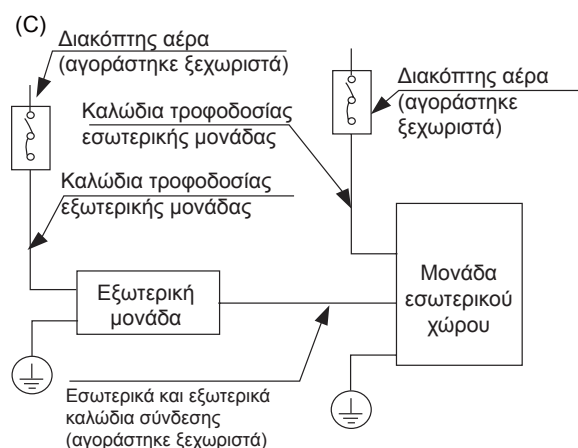 (C)
Διακόπτης αέρα
(αγοράστηκε ξεχωριστά)
Διακόπτης αέρα
(αγοράστηκε
ξεχωριστά)
Καλώδια τροφοδοσίας
εσωτερικής μονάδας
Καλώδια τροφοδοσίας
εξωτερικής μονάδας
Εξωτερική
μονάδα
Μονάδα
εσωτερικού
χώρου
Εσωτερικά και εξωτερικά
καλώδια σύνδεσης
(αγοράστηκε ξεχωριστά)